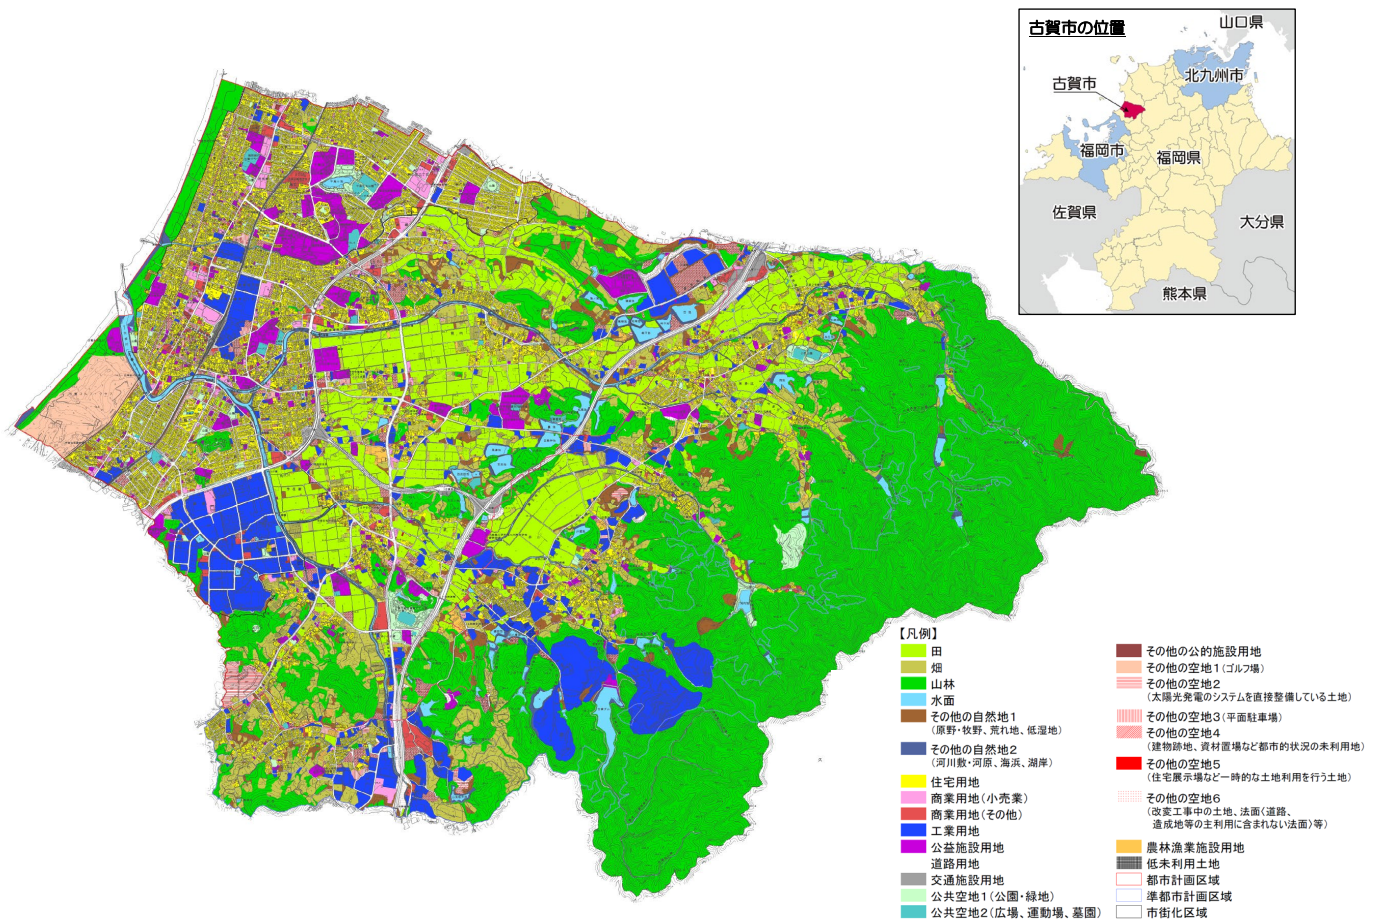 古賀市の位置
山口県
北九州市
古賀市
福岡市
福岡県
佐賀県
大分県
熊本県
【凡例】
田
畑
山林
水面
その他の自然地1
(原野・牧野、荒れ地、低湿地)
その他の自然地2
(河川敷・河原、海浜、湖岸)
住宅用地
商業用地(小売業)
商業用地(その他)
工業用地
公益施設用地
道路用地
交通施設用地
公共空地1(公園・緑地)
公共空地2(広場、運動場、墓園)
その他の公的施設用地
その他の空地1(ゴルフ場)
その他の空地2
(太陽光発電のシステムを直接整備している土地)
その他の空地3(平面駐車場)
その他の空地4
(建物跡地、資材置場など都市的状況の未利用地)
その他の空地5
(住宅展示場など一時的な土地利用を行う土地)
その他の空地6
(改変工事中の土地、法面〈道路、
造成地等の主利用に含まれない法面〉等)
農林漁業施設用地
低未利用土地
都市計画区域
準都市計画区域
市街化区域